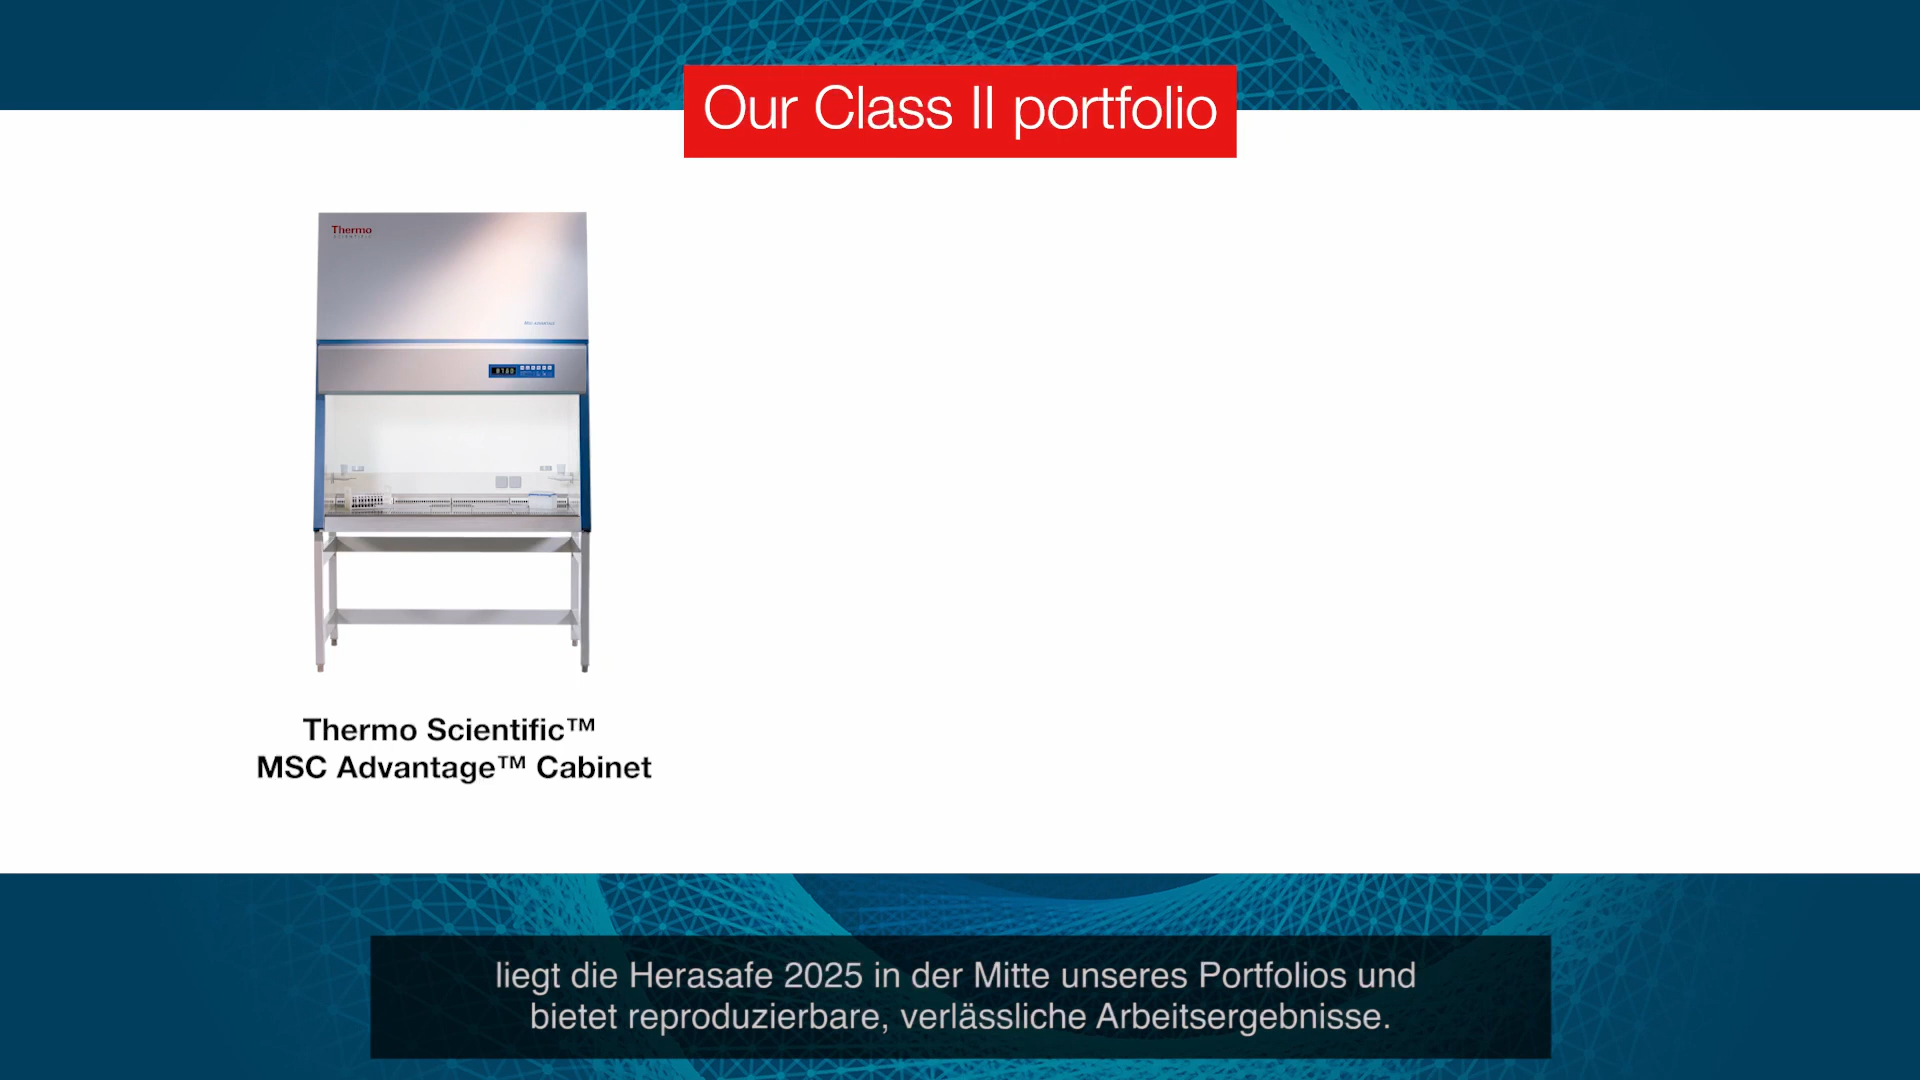 Our Class II portfolio
Thermo
SCIENTIFIC
Thermo Scientific™
MSC Advantage™ Cabinet
liegt die Herasafe 2025 in der Mitte unseres Portfolios und
bietet reproduzierbare, verlässliche Arbeitsergebnisse.